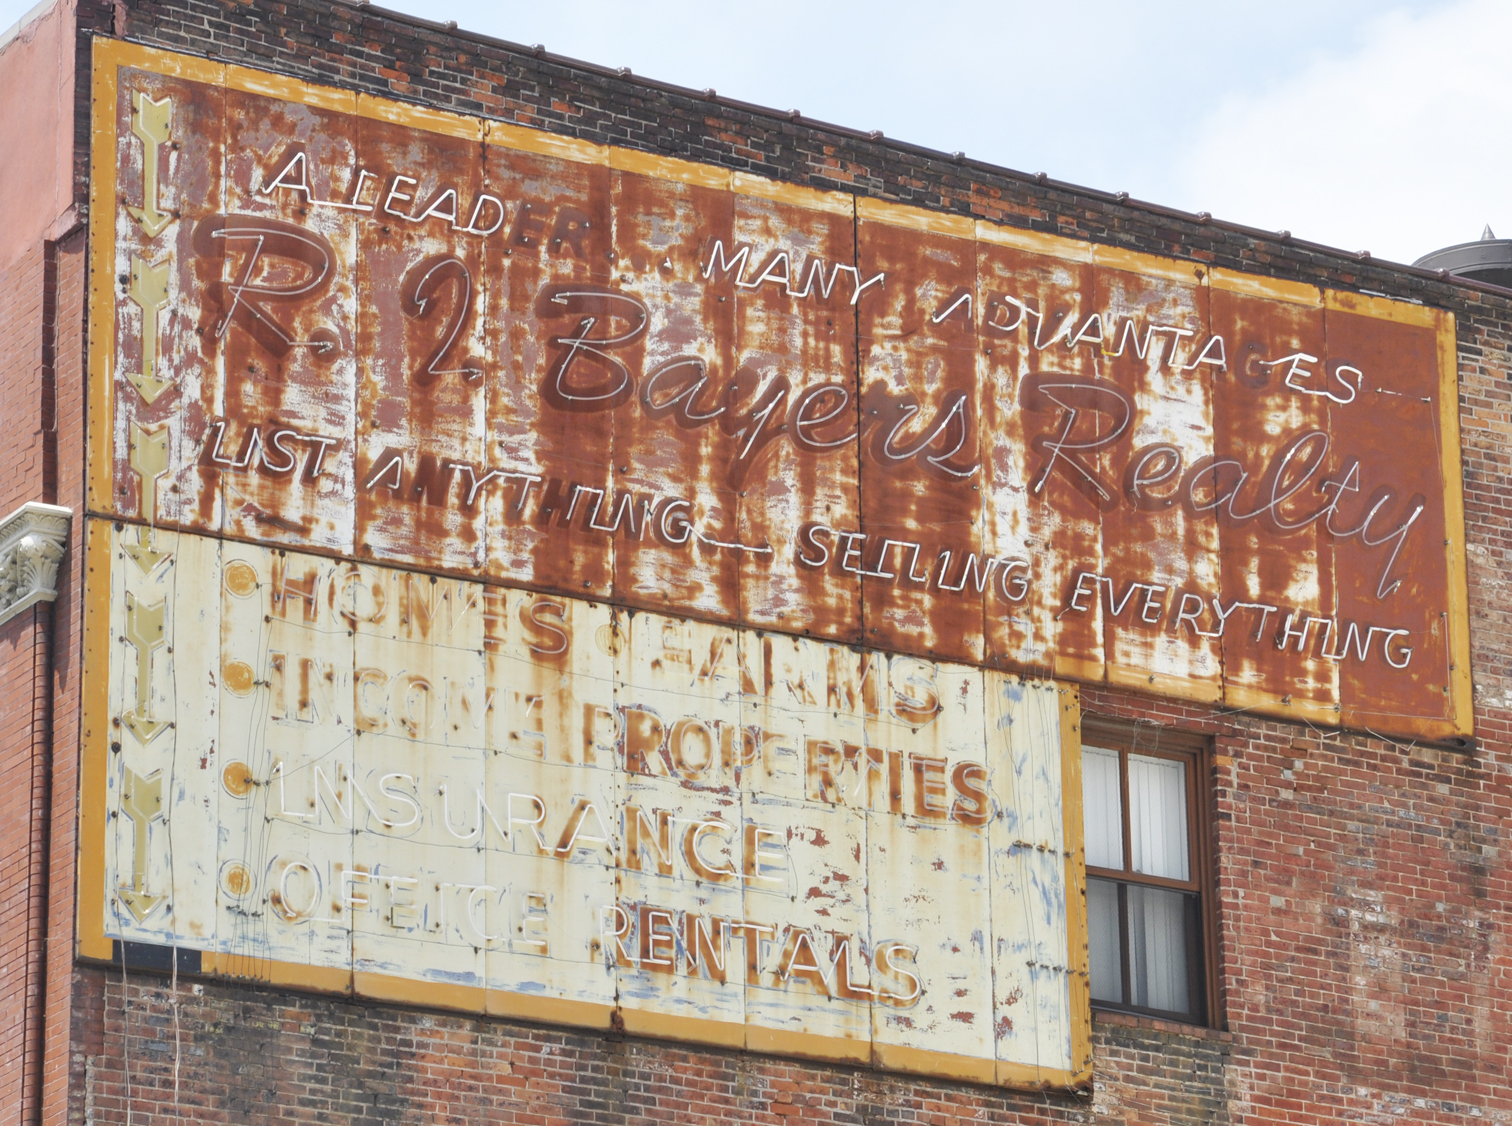 A LEADER MANY ADVANTAGES
R. L. Bayers Realty
LIST ANYTHING SELLING EVERYTHING
HOMES FARMS
INCOME PROPERTIES
INSURANCE
OFFICE RENTALS